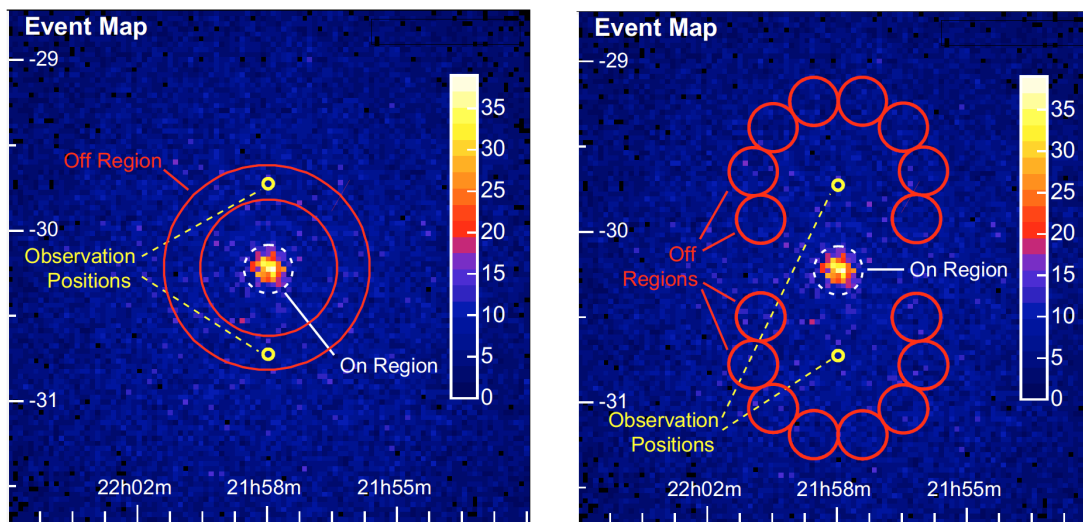 Event Map
-29
-30
-31
Off Region
Observation
Positions
On Region
35
30
25
20
15
10
5
0
22h02m
21h58m
21h55m
Event Map
-29
-30
-31
Off
Regions
On Region
Observation
Positions
35
30
25
20
15
10
5
0
22h02m
21h58m
21h55m